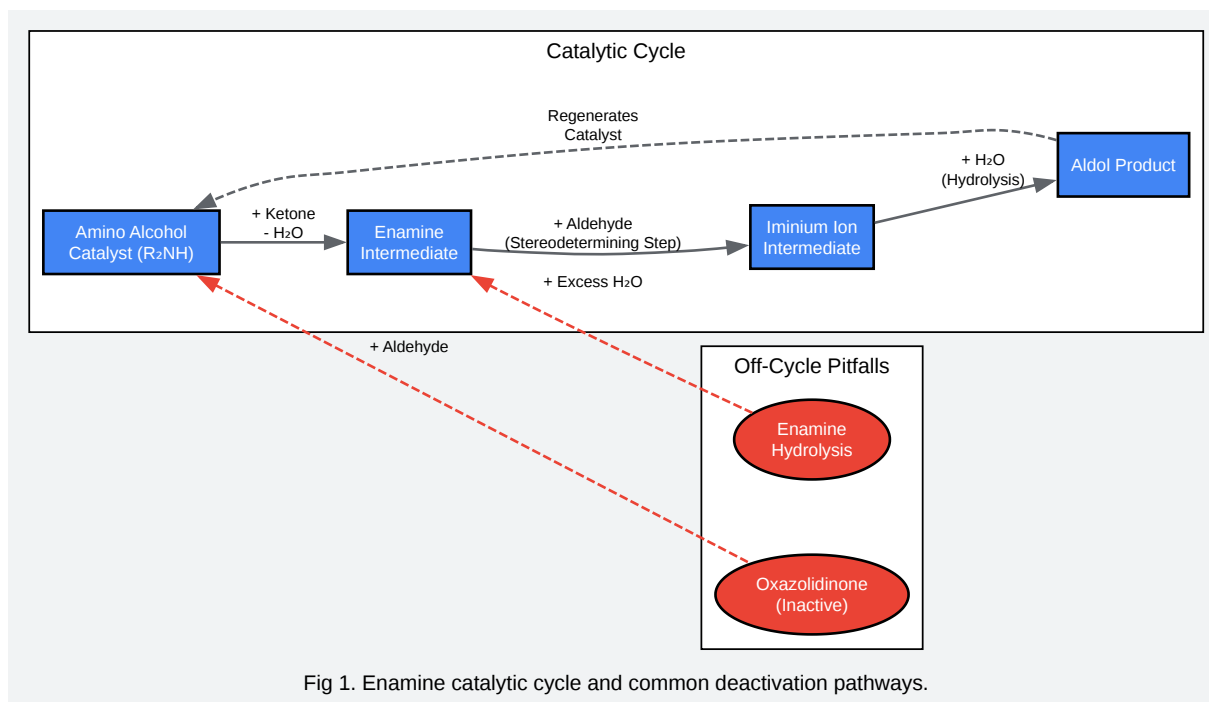 Catalytic Cycle
Regenerates
Catalyst
+ H₂O
(Hydrolysis)
Aldol Product
Amino Alcohol
Catalyst (R₂NH)
+ Ketone
- H₂O
Enamine
Intermediate
+ Aldehyde
(Stereodetermining Step)
Iminium Ion
Intermediate
+ Excess H₂O
+ Aldehyde
Off-Cycle Pitfalls
Enamine
Hydrolysis
Oxazolidinone
(Inactive)
Fig 1. Enamine catalytic cycle and common deactivation pathways.